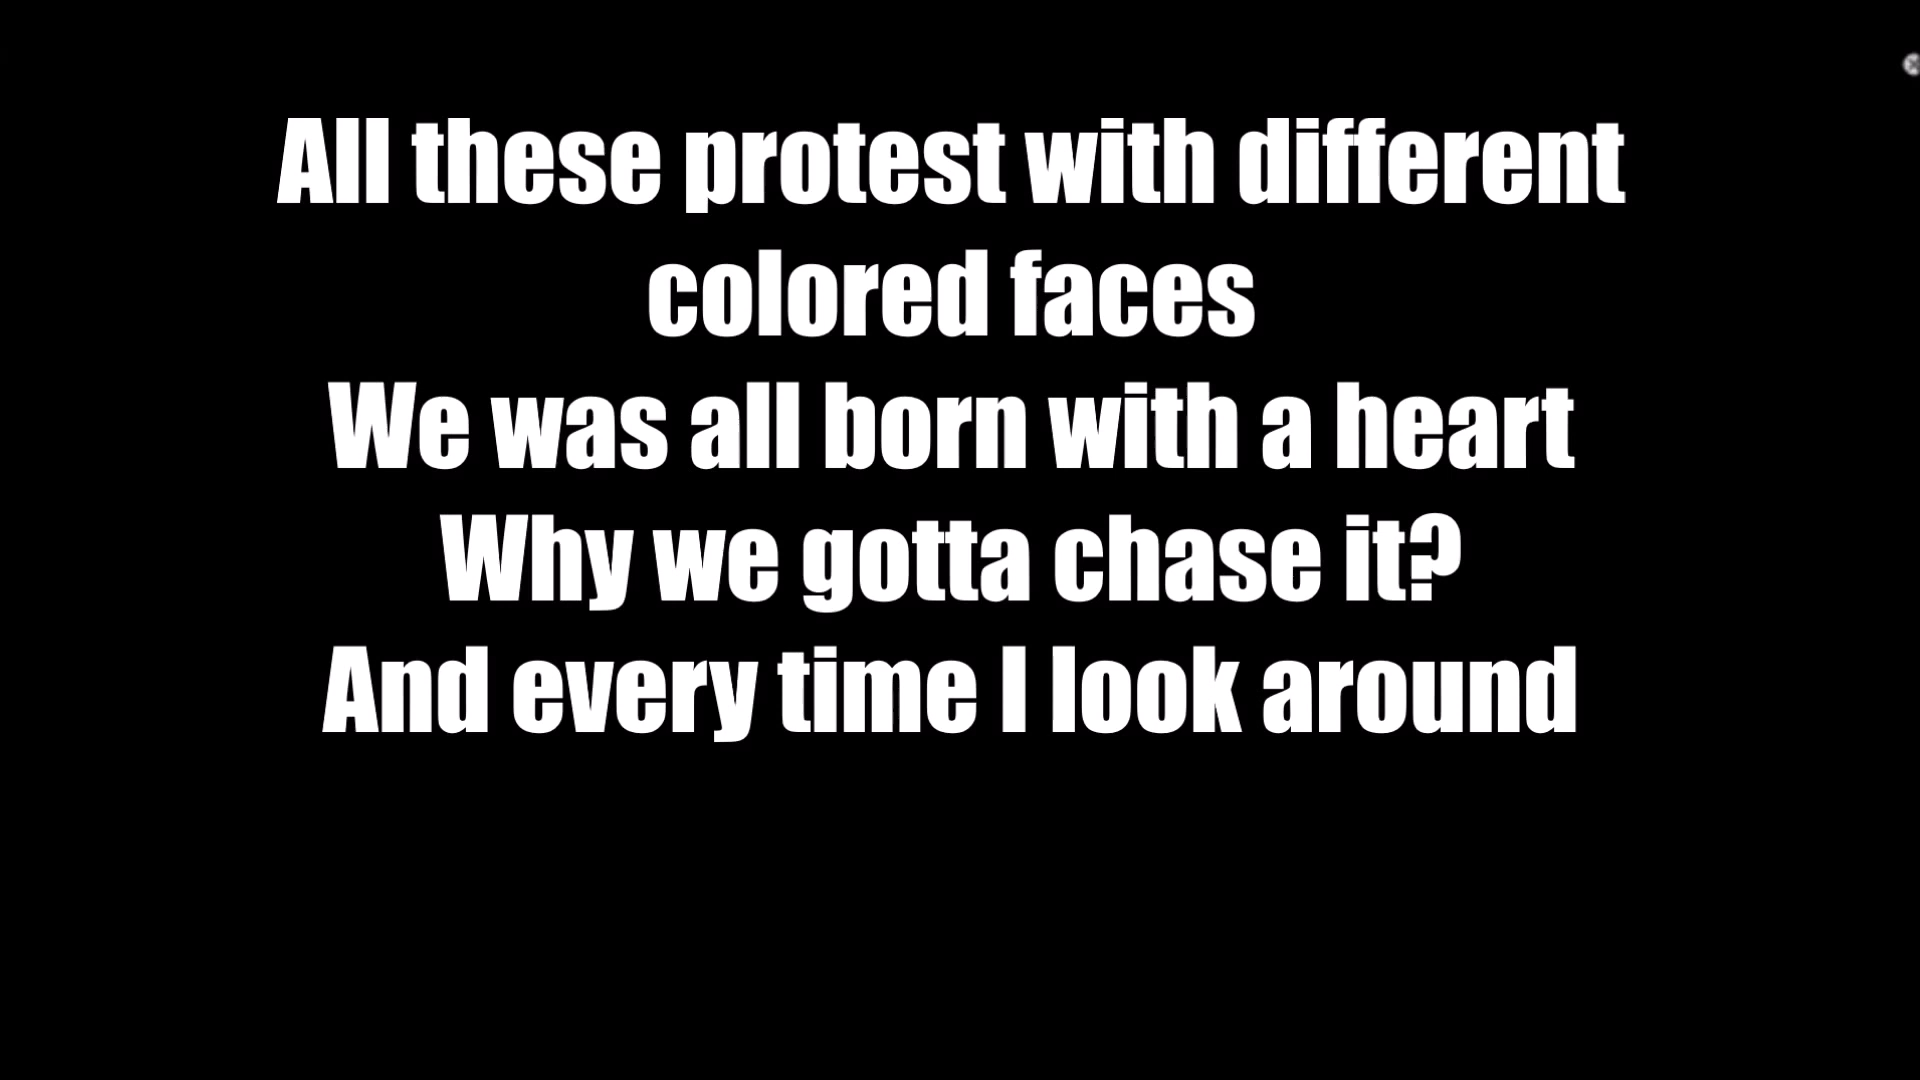 All these protest with different
colored faces
We was all born with a heart
Why we gotta chase it?
And every time I look around